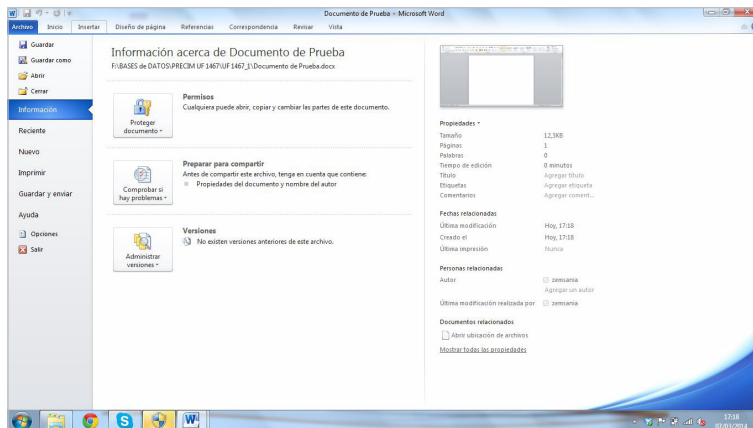 Documento de Prueba - Microsoft Word
Archivo Inicio Insertar Diseño de página Referencias Correspondencia Revisar Vista
Guardar
Guardar como
Abrir
Cerrar
Información
Reciente
Nuevo
Imprimir
Guardar y enviar
Ayuda
Opciones
Salir
Información acerca de Documento de Prueba
F:\BASES de DATOS\PRECIM UF 1467\UF 1467_1\Documento de Prueba.docx
Proteger
documento
Permisos
Cualquiera puede abrir, copiar y cambiar las partes de este documento.
Comprobar si
hay problemas
Preparar para compartir
Antes de compartir este archivo, tenga en cuenta que contiene:
Propiedades del documento y nombre del autor
Administrar
versiones
Versiones
No existen versiones anteriores de este archivo.
Propiedades
Tamaño 12,3KB
Páginas 1
Palabras 0
Tiempo de edición 0 minutos
Título Agregar título
Etiquetas Agregar etiqueta
Comentarios Agregar coment...
Fechas relacionadas
Última modificación Hoy, 17:18
Creado el Hoy, 17:18
Última impresión Nunca
Personas relacionadas
Autor zemsania
Agregar un autor
Última modificación realizada por zemsania
Documentos relacionados
Abrir ubicación de archivos
Mostrar todas las propiedades
17:18
07/03/2014